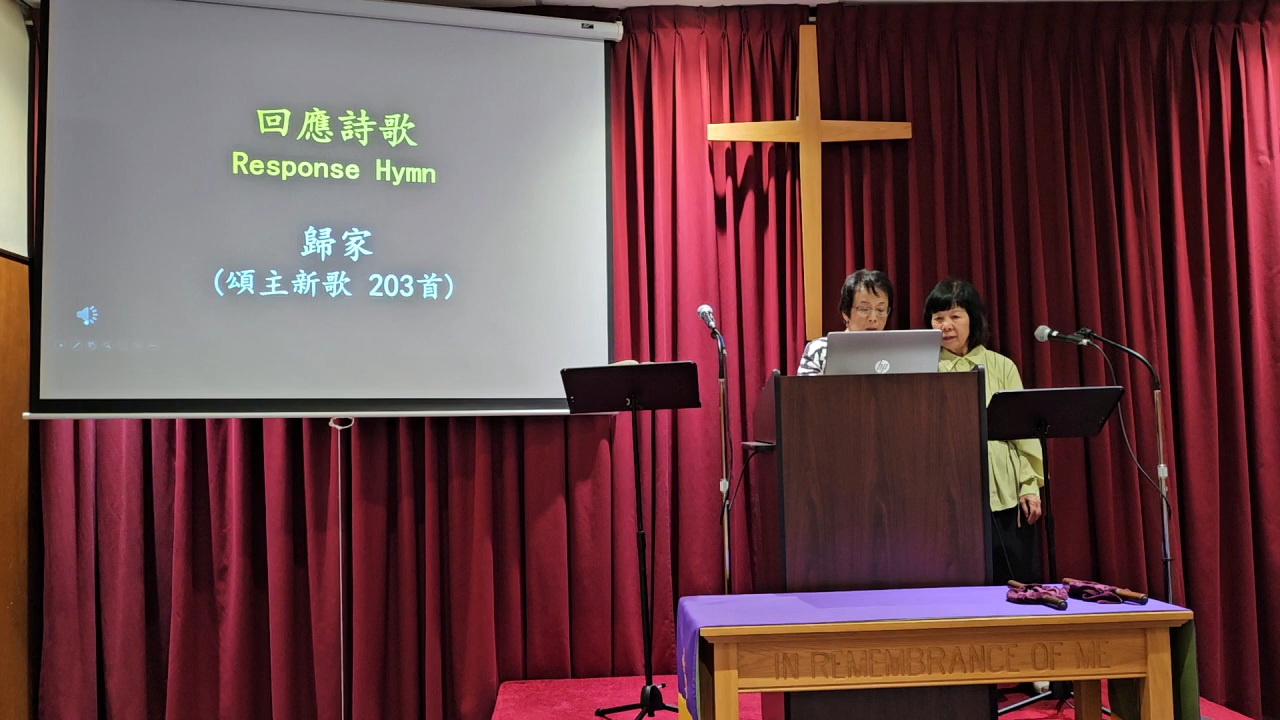 回應詩歌
Response Hymn
歸家
(頌主新歌 203首)
hp
IN REMEMBRANCE OF ME